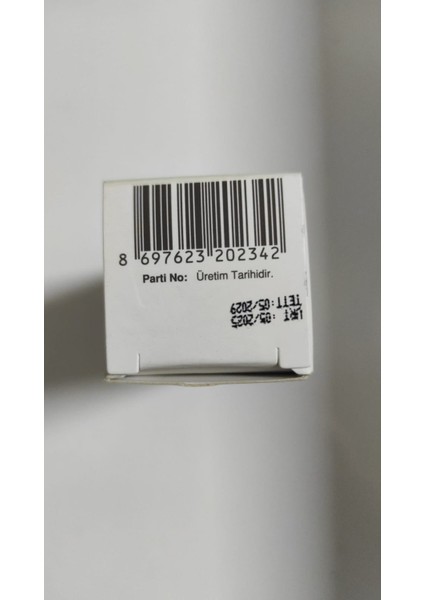 8 697623 202342
Parti No: Üretim Tarihidir.
ÜRT : 05/2025
TETT: 05/2029